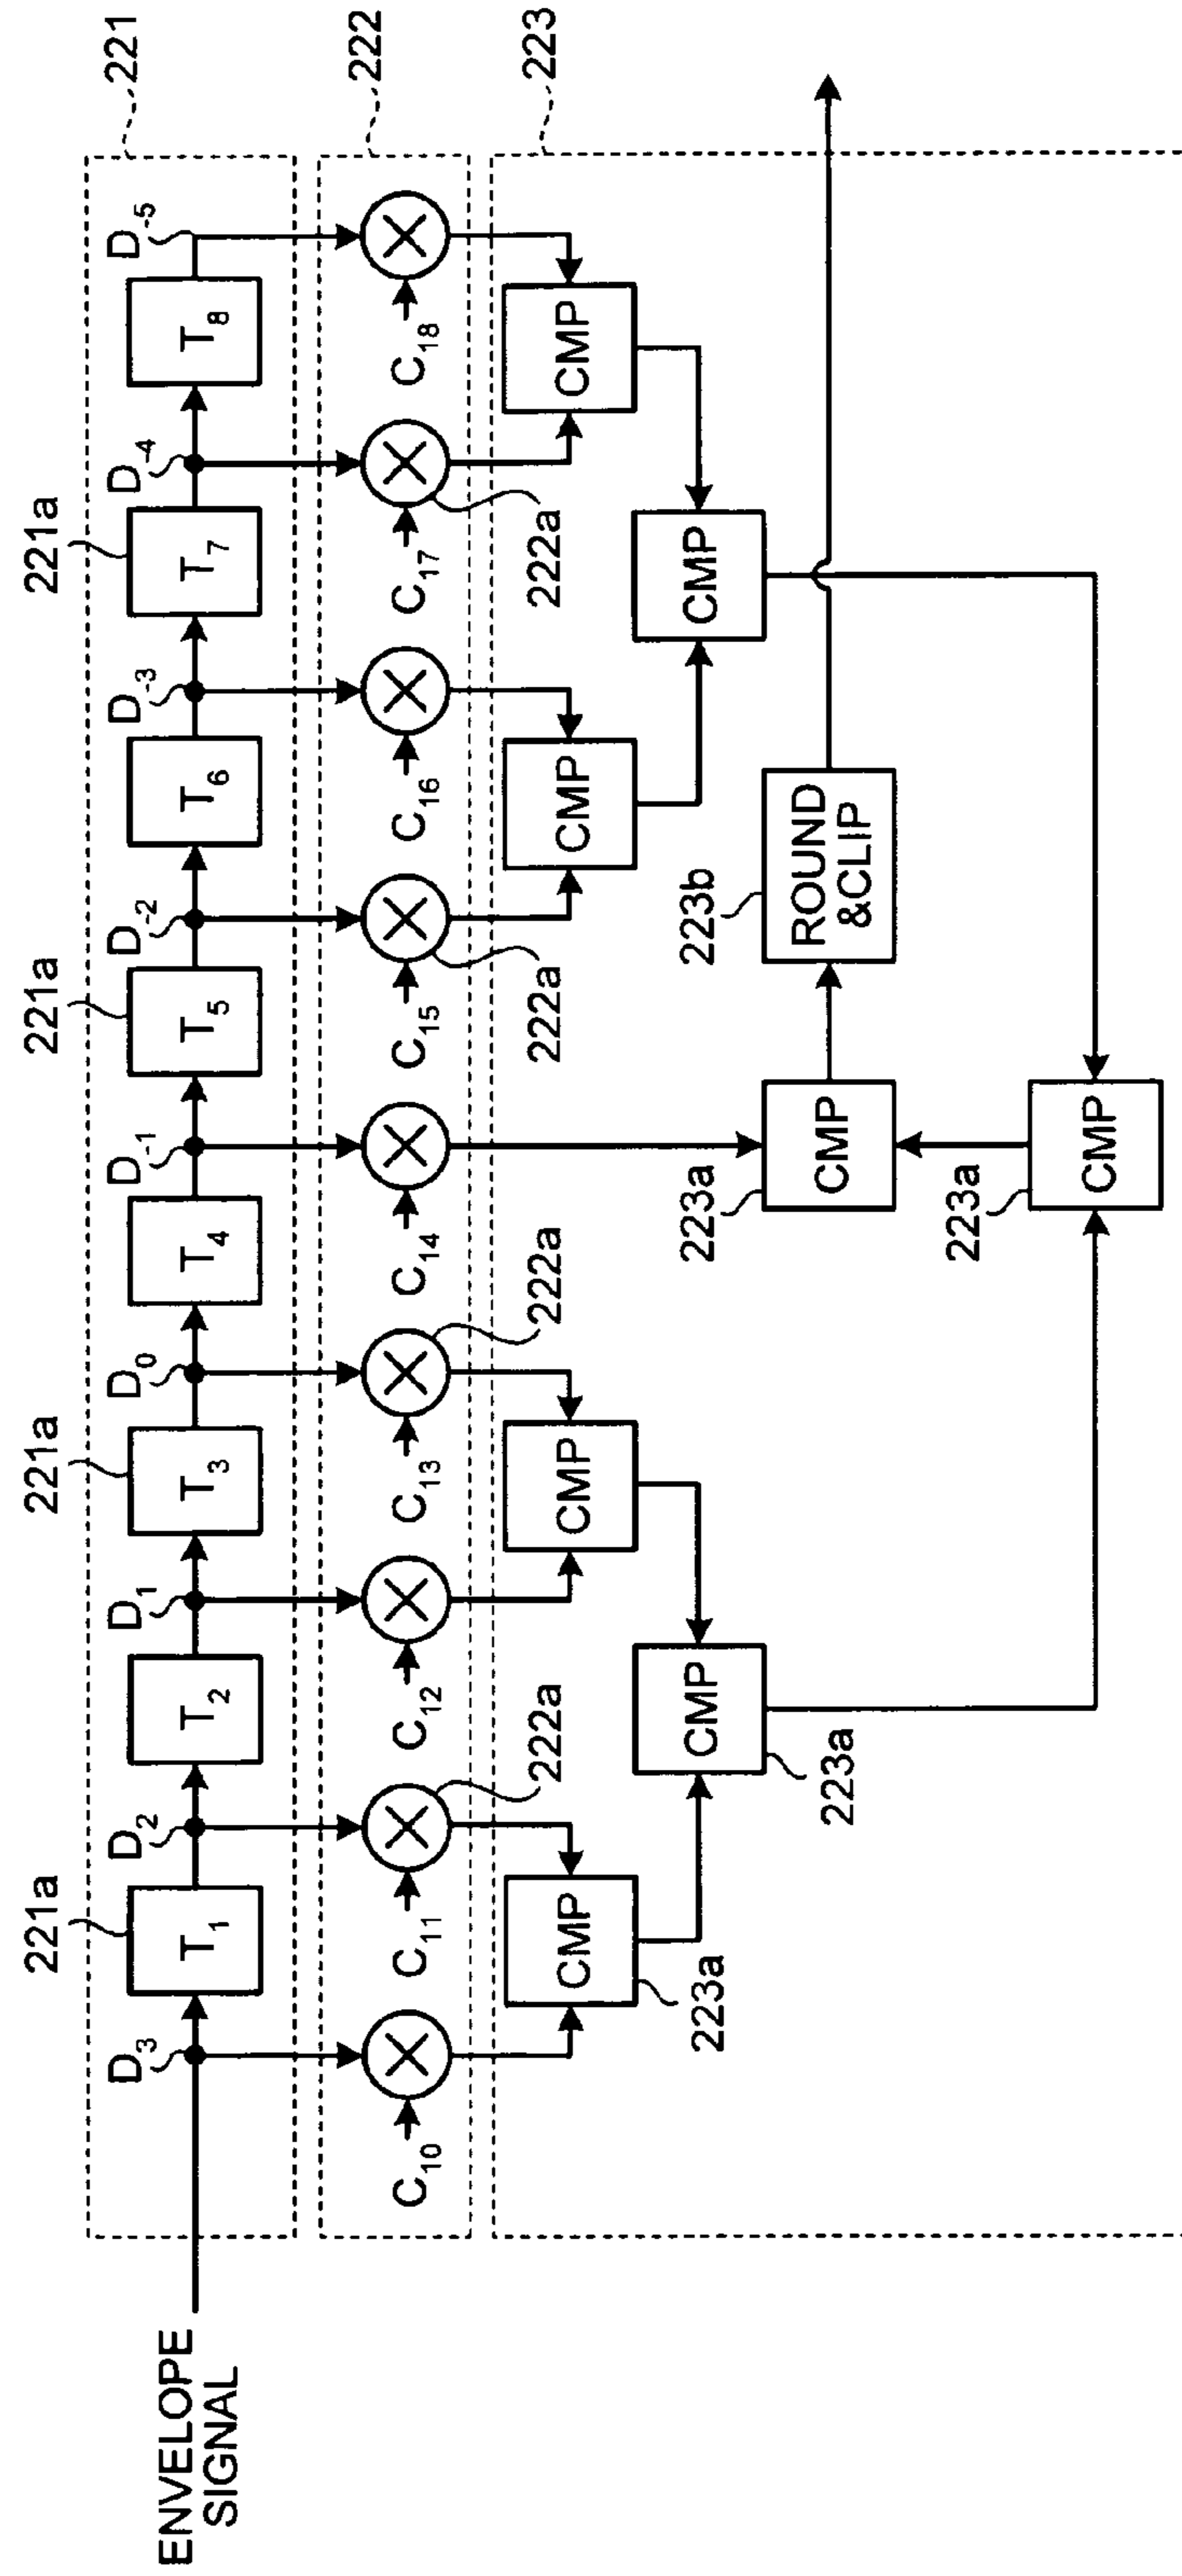 ENVELOPE
SIGNAL
221a
221a
221a
221a
221
D3
D2
D1
D0
D-1
D-2
D-3
D-4
D-5
T1
T2
T3
T4
T5
T6
T7
T8
222
C10
C11
C12
C13
C14
C15
C16
C17
C18
222a
222a
222a
222a
223
CMP
CMP
CMP
CMP
223a
CMP
CMP
223a
223a
CMP
223b
ROUND
&CLIP
223a
CMP